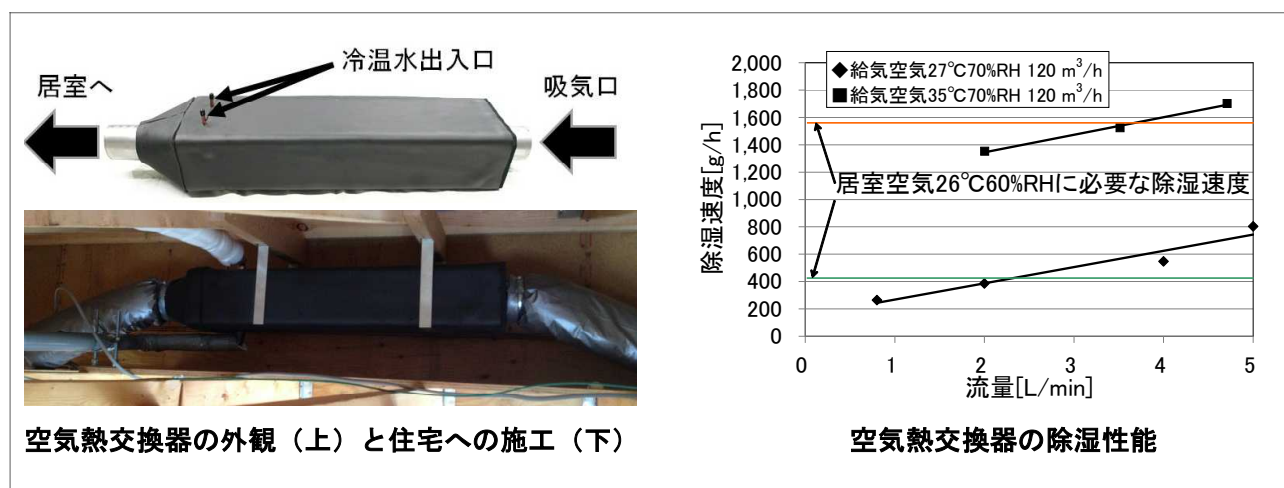 冷温水出入口
居室へ
吸気口
空気熱交換器の外観（上）と住宅への施工（下）
2,000
1,800
1,600
1,400
1,200
1,000
800
600
400
200
0
除湿速度[g/h]
◆給気空気27℃70%RH 120 m³/h
■給気空気35℃70%RH 120 m³/h
居室空気26℃60%RHに必要な除湿速度
0 1 2 3 4 5
流量[L/min]
空気熱交換器の除湿性能